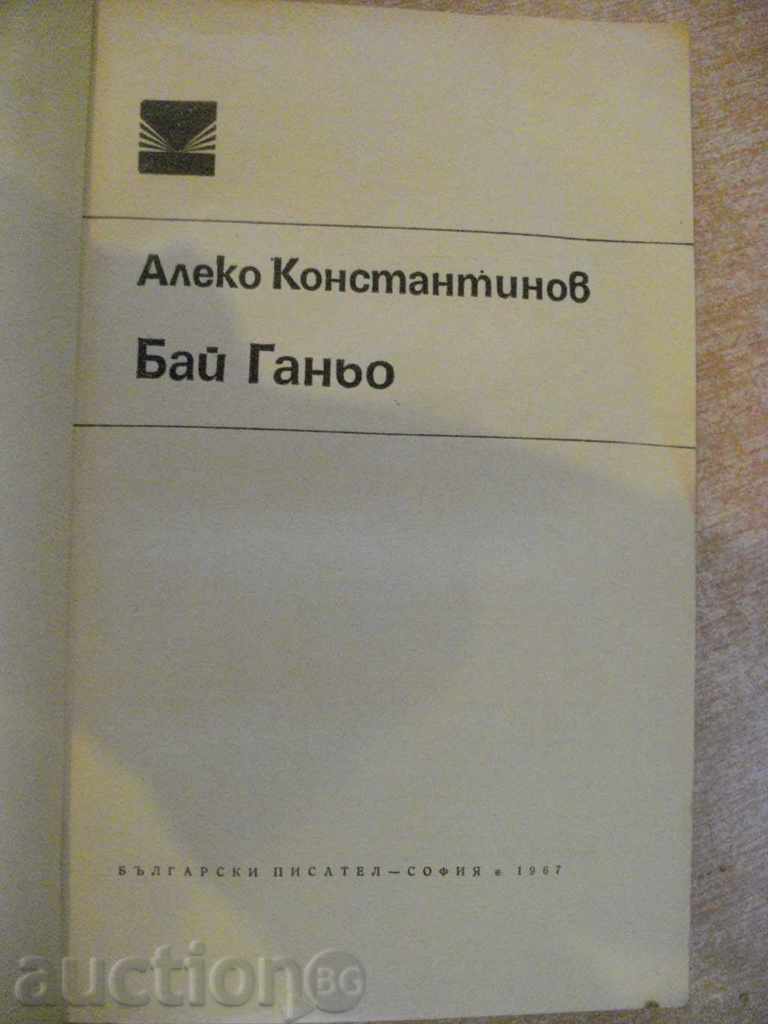 Алеко Константинов
Бай Ганьо
БЪЛГАРСКИ ПИСАТЕЛ — СОФИЯ • 1967
auctionBG